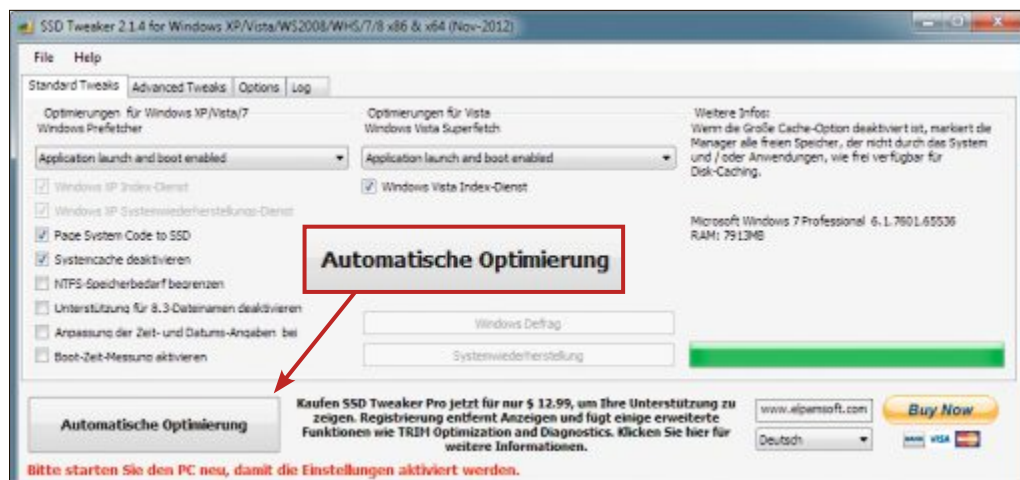 SSD Tweaker 2.1.4 for Windows XP/Vista/WS2008/WHS/7/8 x86 & x64 (Nov-2012)
File Help
Standard Tweaks Advanced Tweaks Options Log
Optimierungen für Windows XP/Vista/7
Windows Prefetcher
Application launch and boot enabled
Windows XP Index-Dienst
Windows XP Systemwiederherstellungs-Dienst
Page System Code to SSD
Systemcache deaktivieren
NTFS-Speicherbedarf begrenzen
Unterstützung für 8.3-Dateinamen deaktivieren
Anpassung der Zeit- und Datums-Angaben bei
Boot-Zeit-Messung aktivieren
Optimierungen für Vista
Windows Vista Superfetch
Application launch and boot enabled
Windows Vista Index-Dienst
Automatische Optimierung
Windows Defrag
Systemwiederherstellung
Weitere Infos:
Wenn die Große Cache-Option deaktiviert ist, markiert die
Manager alle freien Speicher, der nicht durch das System
und / oder Anwendungen, wie frei verfügbar für
Disk-Caching.
Microsoft Windows 7 Professional 6.1.7601.65536
RAM: 7913MB
Automatische Optimierung
Kaufen SSD Tweaker Pro jetzt für nur $ 12.99, um Ihre Unterstützung zu
zeigen. Registrierung entfernt Anzeigen und fügt einige erweiterte
Funktionen wie TRIM Optimization and Diagnostics. Klicken Sie hier für
weitere Informationen.
www.elpamsoft.com
Deutsch
Buy Now
VISA
Bitte starten Sie den PC neu, damit die Einstellungen aktiviert werden.